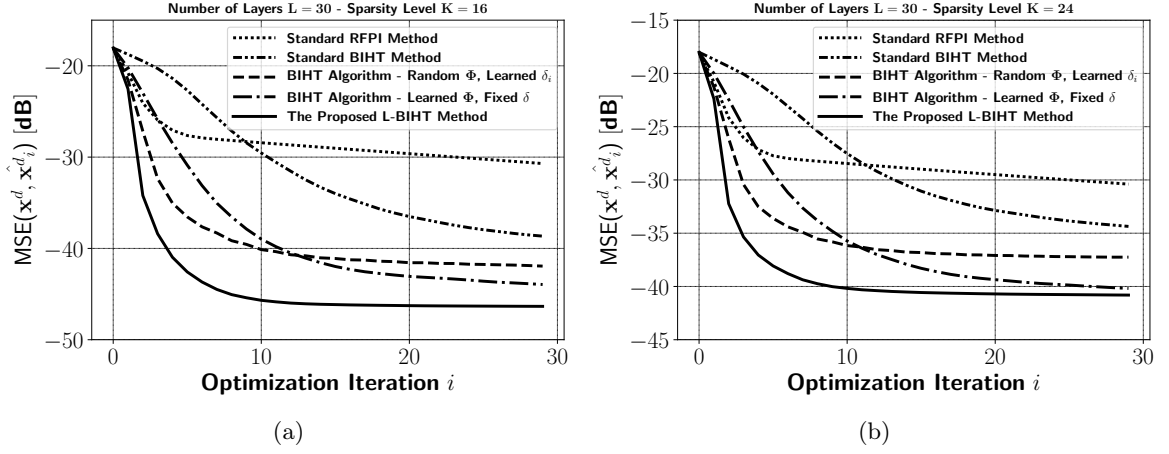 Number of Layers L = 30 - Sparsity Level K = 16
Standard RFPI Method
Standard BIHT Method
BIHT Algorithm - Random Φ, Learned δ_i
BIHT Algorithm - Learned Φ, Fixed δ
The Proposed L-BIHT Method
MSE(x^d, x̂^d_i) [dB]
−20
−30
−40
−50
0
10
20
30
Optimization Iteration i
(a)
Number of Layers L = 30 - Sparsity Level K = 24
Standard RFPI Method
Standard BIHT Method
BIHT Algorithm - Random Φ, Learned δ_i
BIHT Algorithm - Learned Φ, Fixed δ
The Proposed L-BIHT Method
MSE(x^d, x̂^d_i) [dB]
−15
−20
−25
−30
−35
−40
−45
0
10
20
30
Optimization Iteration i
(b)